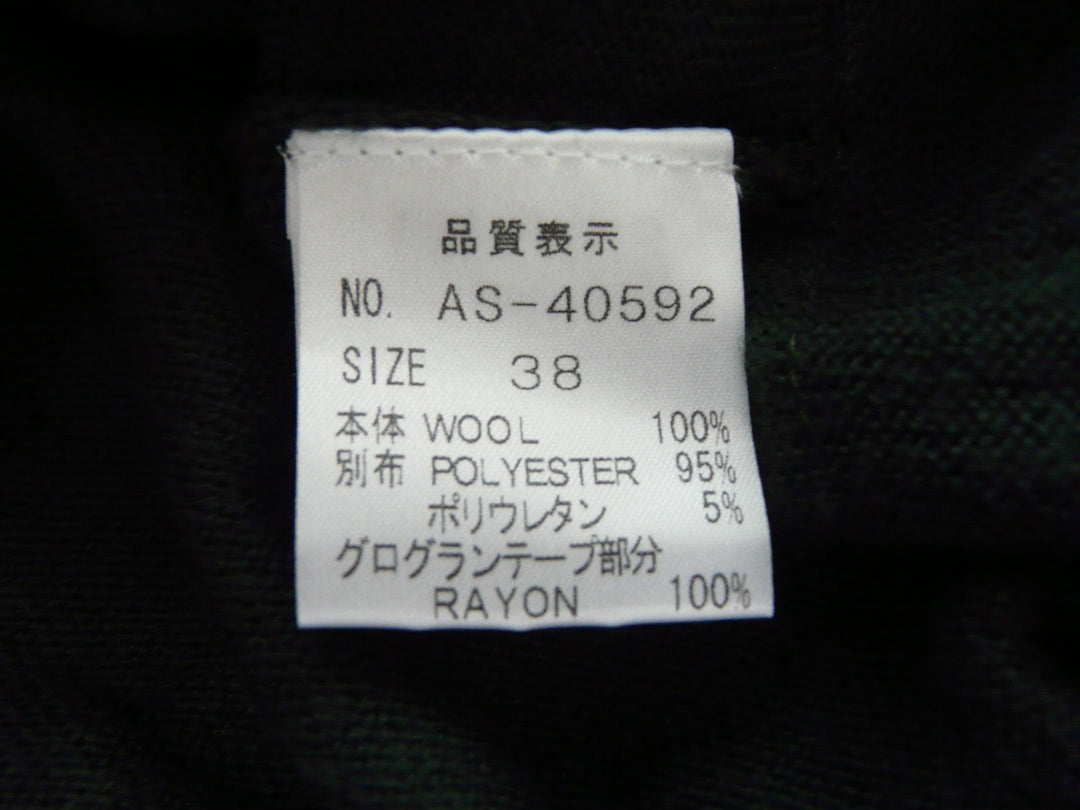 品質表示
NO. AS-40592
SIZE 38
本体 WOOL 100%
別布 POLYESTER 95%
ポリウレタン 5%
グログランテープ部分
RAYON 100%